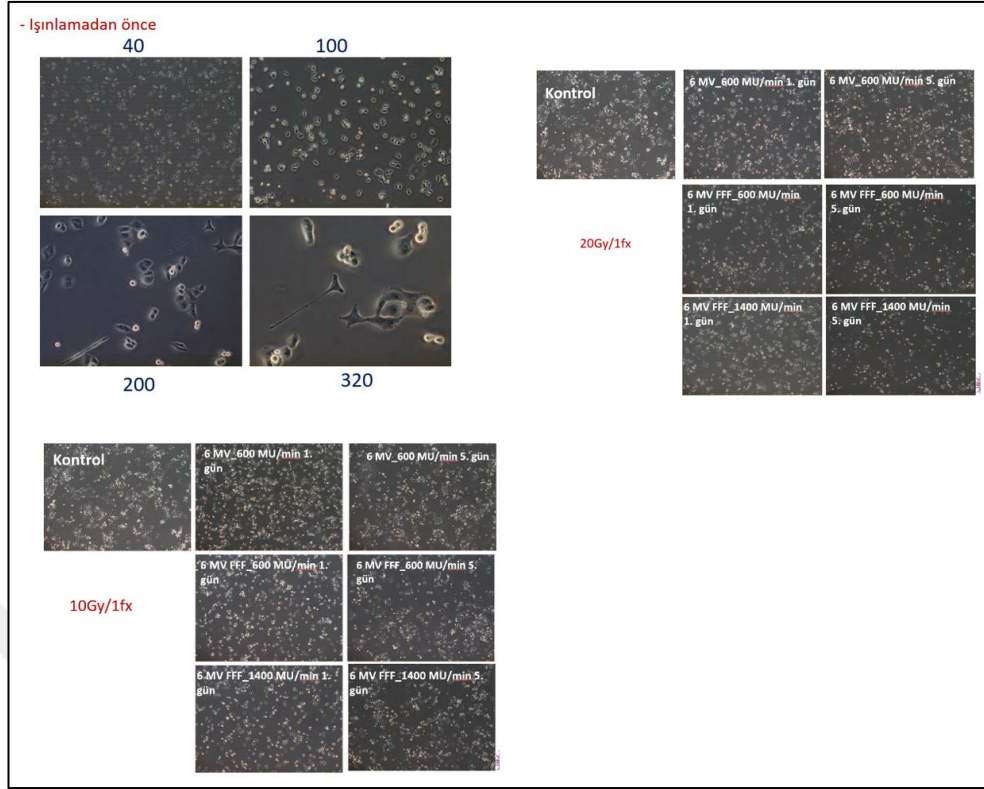 - Işınlamadan önce
40
100
200
320
Kontrol
6 MV_600 MU/min 1. gün
6 MV_600 MU/min 5. gün
6 MV FFF_600 MU/min
1. gün
6 MV FFF_600 MU/min
5. gün
20Gy/1fx
6 MV FFF_1400 MU/min
1. gün
6 MV FFF_1400 MU/min
5. gün
Kontrol
6 MV_600 MU/min 1.
gün
6 MV_600 MU/min 5. gün
10Gy/1fx
6 MV FFF_600 MU/min 1.
gün
6 MV FFF_600 MU/min 5.
gün
6 MV FFF_1400 MU/min 1.
gün
6 MV FFF_1400 MU/min 5.
gün